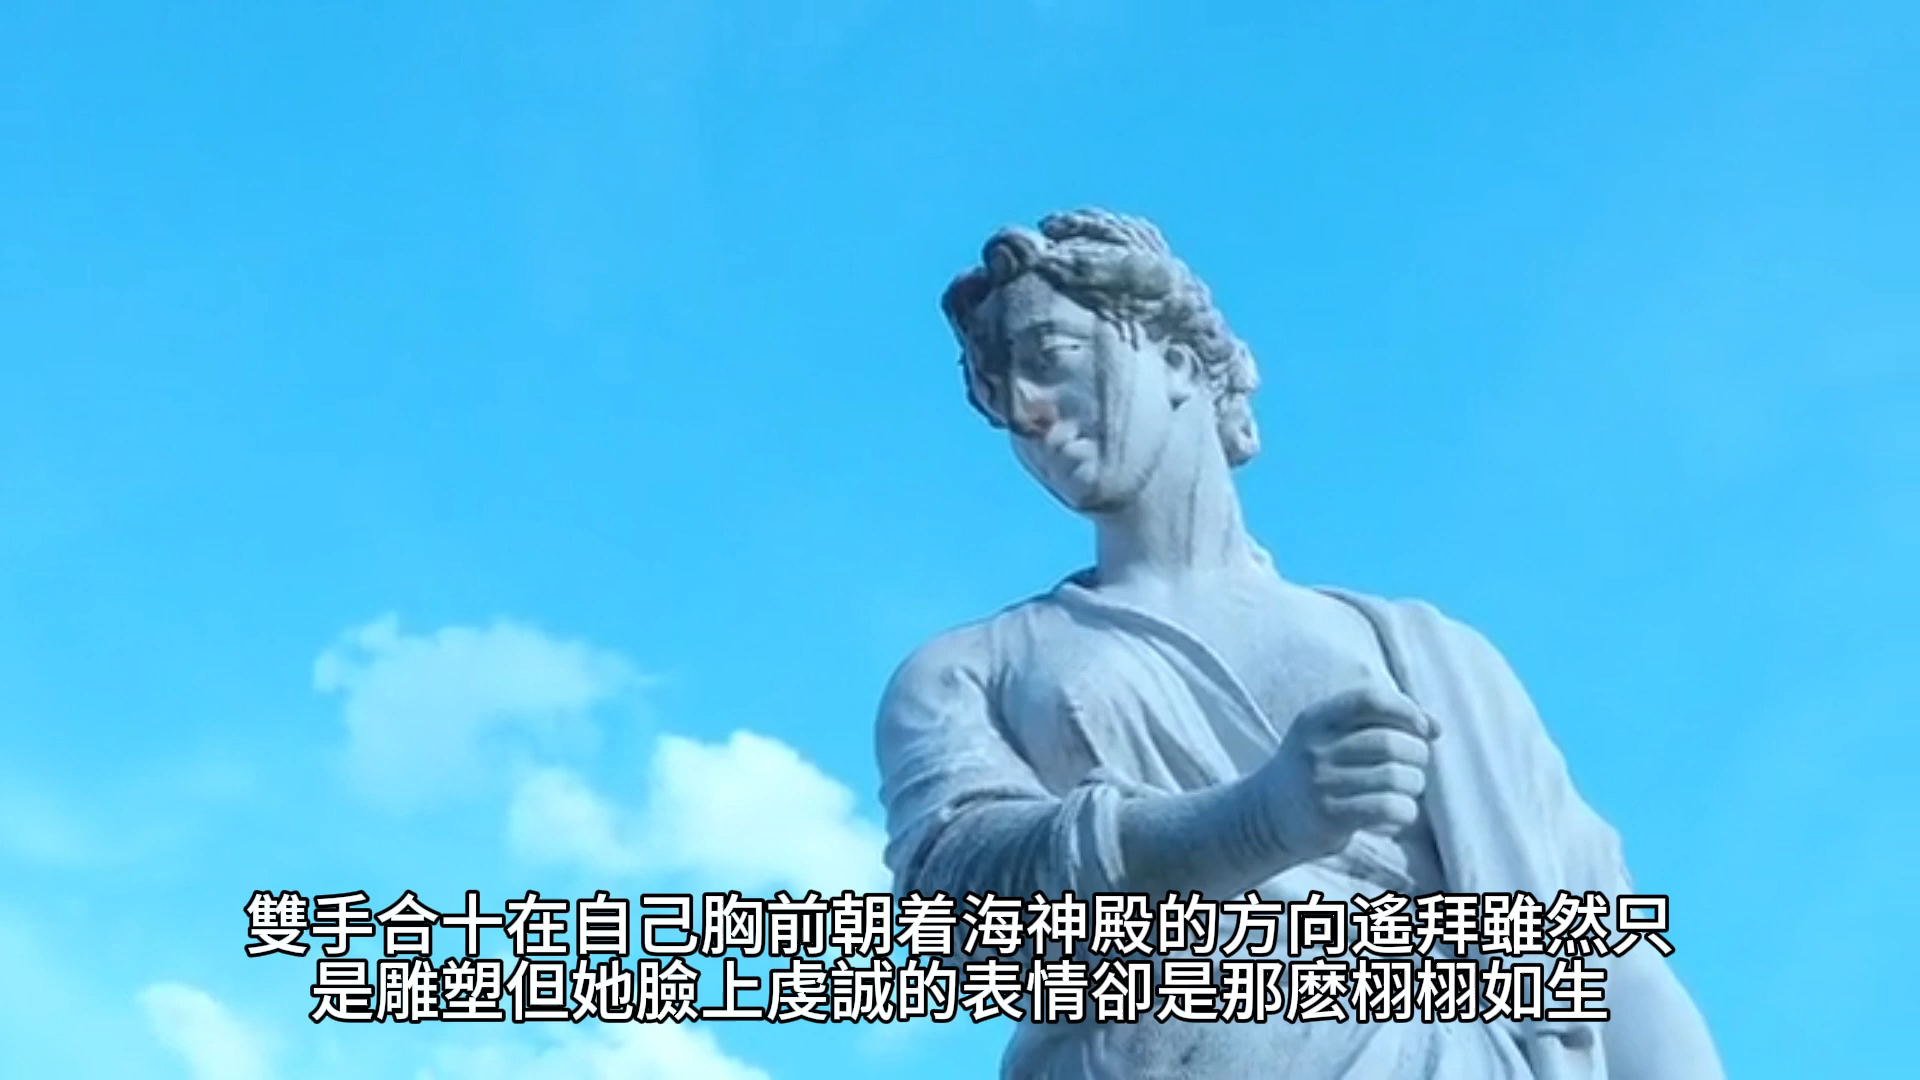 雙手合十在自己胸前朝着海神殿的方向遙拜雖然只
是雕塑但她臉上虔誠的表情卻是那麽栩栩如生